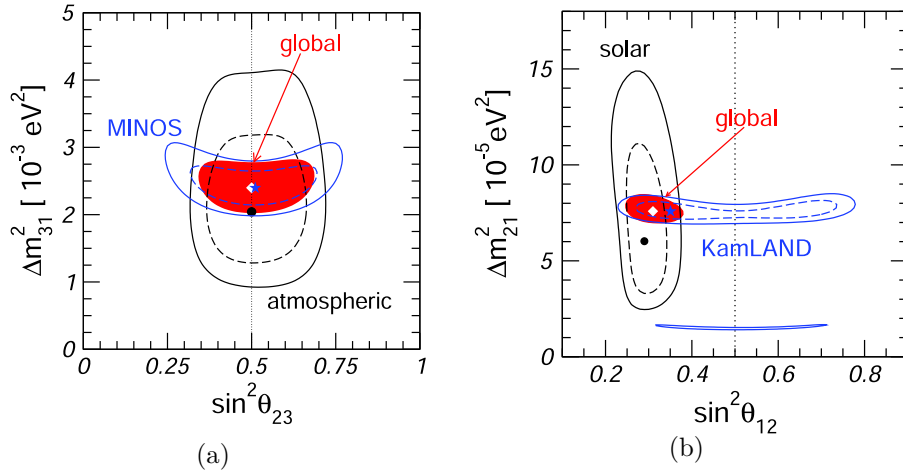 5
4
3
2
1
0
Δm²₃₁ [ 10⁻³ eV²]
global
MINOS
atmospheric
0
0.25
0.5
0.75
1
sin²θ₂₃
(a)
15
10
5
0
Δm²₂₁ [ 10⁻⁵ eV²]
solar
global
KamLAND
0.2
0.4
0.6
0.8
sin²θ₁₂
(b)